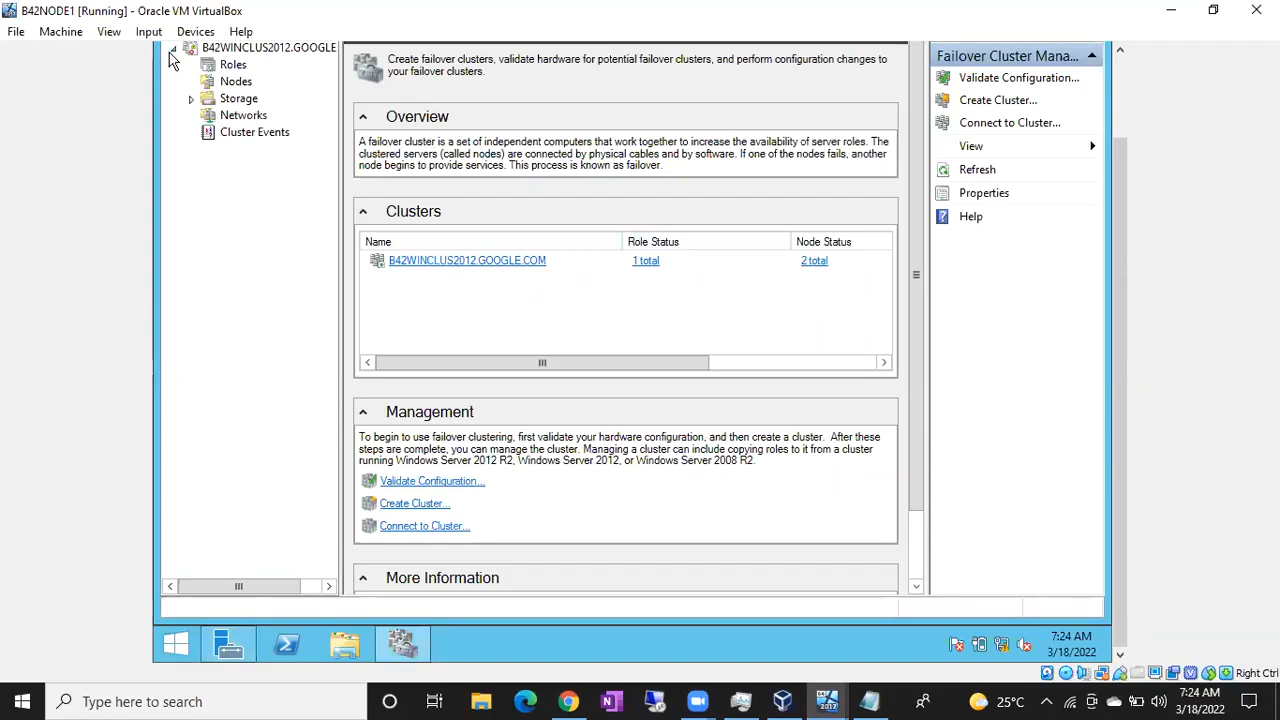 B42NODE1 [Running] - Oracle VM VirtualBox
File Machine View Input Devices Help
B42WINCLUS2012.GOOGLE
Roles
Nodes
Storage
Networks
Cluster Events
Create failover clusters, validate hardware for potential failover clusters, and perform configuration changes to
your failover clusters.
Overview
A failover cluster is a set of independent computers that work together to increase the availability of server roles. The
clustered servers (called nodes) are connected by physical cables and by software. If one of the nodes fails, another
node begins to provide services. This process is known as failover.
Clusters
Name Role Status Node Status
B42WINCLUS2012.GOOGLE.COM 1 total 2 total
Management
To begin to use failover clustering, first validate your hardware configuration, and then create a cluster. After these
steps are complete, you can manage the cluster. Managing a cluster can include copying roles to it from a cluster
running Windows Server 2012 R2, Windows Server 2012, or Windows Server 2008 R2.
Validate Configuration...
Create Cluster...
Connect to Cluster...
More Information
Failover Cluster Mana...
Validate Configuration...
Create Cluster...
Connect to Cluster...
View
Refresh
Properties
Help
7:24 AM
3/18/2022
Right Ctrl
Type here to search
25°C
7:24 AM
3/18/2022